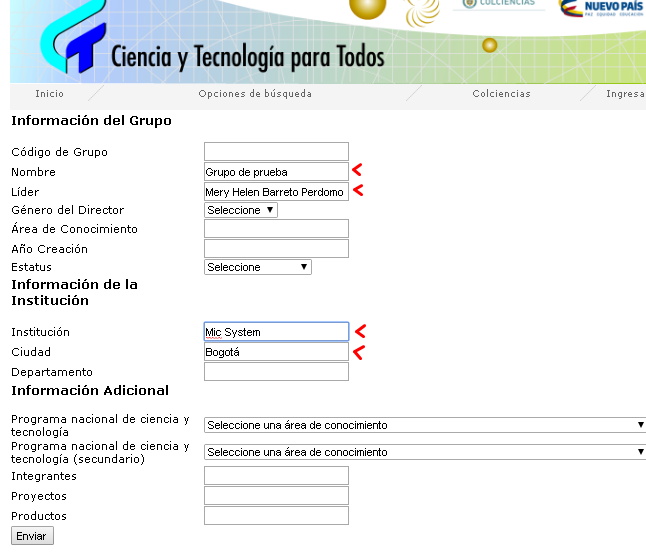 COLCIENCIAS
NUEVO PAÍS
PAZ EQUIDAD EDUCACIÓN
Ciencia y Tecnología para Todos
Inicio
Opciones de búsqueda
Colciencias
Ingresa
Información del Grupo
Código de Grupo
Nombre Grupo de prueba
Líder Mery Helen Barreto Perdomo
Género del Director Seleccione
Área de Conocimiento
Año Creación
Estatus Seleccione
Información de la
Institución
Institución Mic System
Ciudad Bogotá
Departamento
Información Adicional
Programa nacional de ciencia y
tecnología Seleccione una área de conocimiento
Programa nacional de ciencia y
tecnología (secundario) Seleccione una área de conocimiento
Integrantes
Proyectos
Productos
Enviar